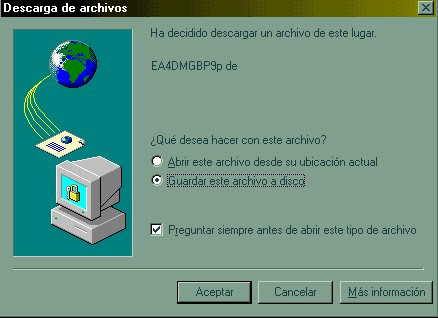 Descarga de archivos
Ha decidido descargar un archivo de este lugar.
EA4DMGBP9p de
¿Qué desea hacer con este archivo?
Abrir este archivo desde su ubicación actual
Guardar este archivo a disco
Preguntar siempre antes de abrir este tipo de archivo
Aceptar
Cancelar
Más información